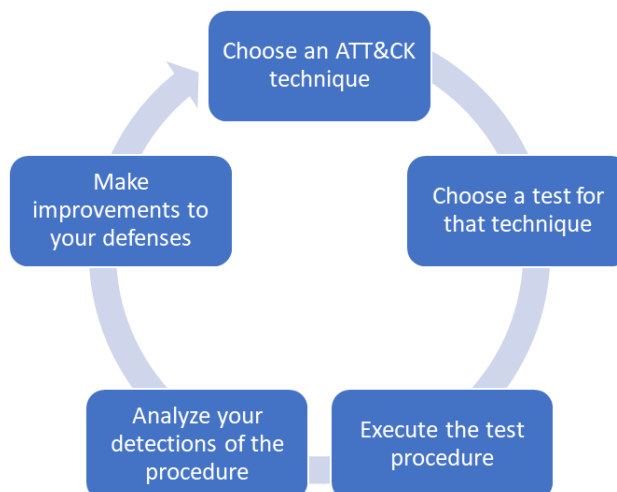 Choose an ATT&CK
technique
Choose a test for
that technique
Execute the test
procedure
Analyze your
detections of the
procedure
Make
improvements to
your defenses